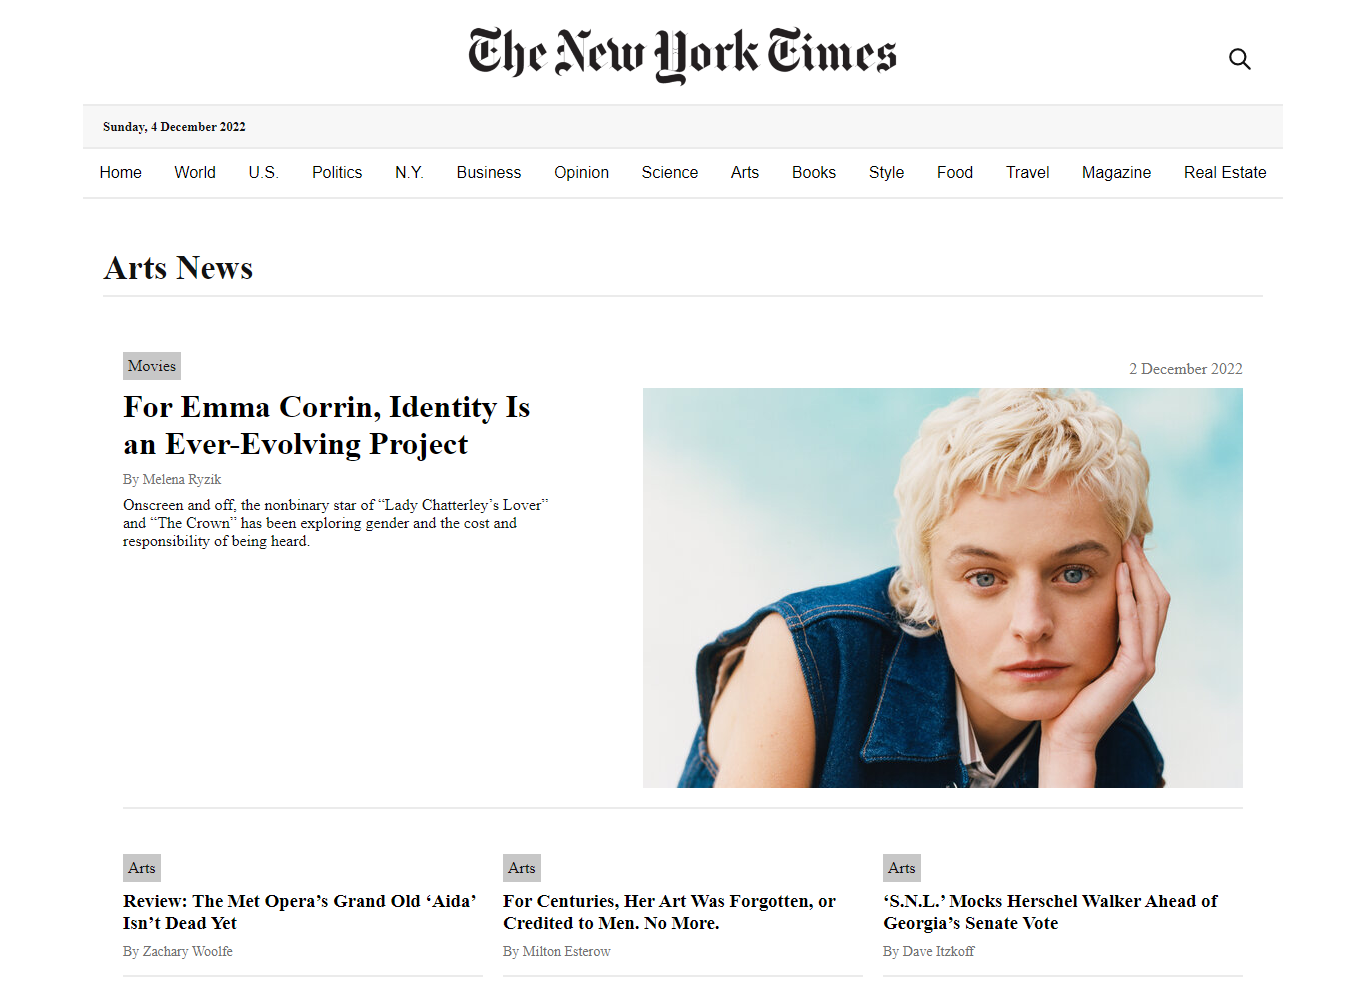 The New York Times
Sunday, 4 December 2022
Home World U.S. Politics N.Y. Business Opinion Science Arts Books Style Food Travel Magazine Real Estate
Arts News
Movies
2 December 2022
For Emma Corrin, Identity Is
an Ever-Evolving Project
By Melena Ryzik
Onscreen and off, the nonbinary star of “Lady Chatterley’s Lover”
and “The Crown” has been exploring gender and the cost and
responsibility of being heard.
Arts
Review: The Met Opera’s Grand Old ‘Aida’
Isn’t Dead Yet
By Zachary Woolfe
Arts
For Centuries, Her Art Was Forgotten, or
Credited to Men. No More.
By Milton Esterow
Arts
‘S.N.L.’ Mocks Herschel Walker Ahead of
Georgia’s Senate Vote
By Dave Itzkoff